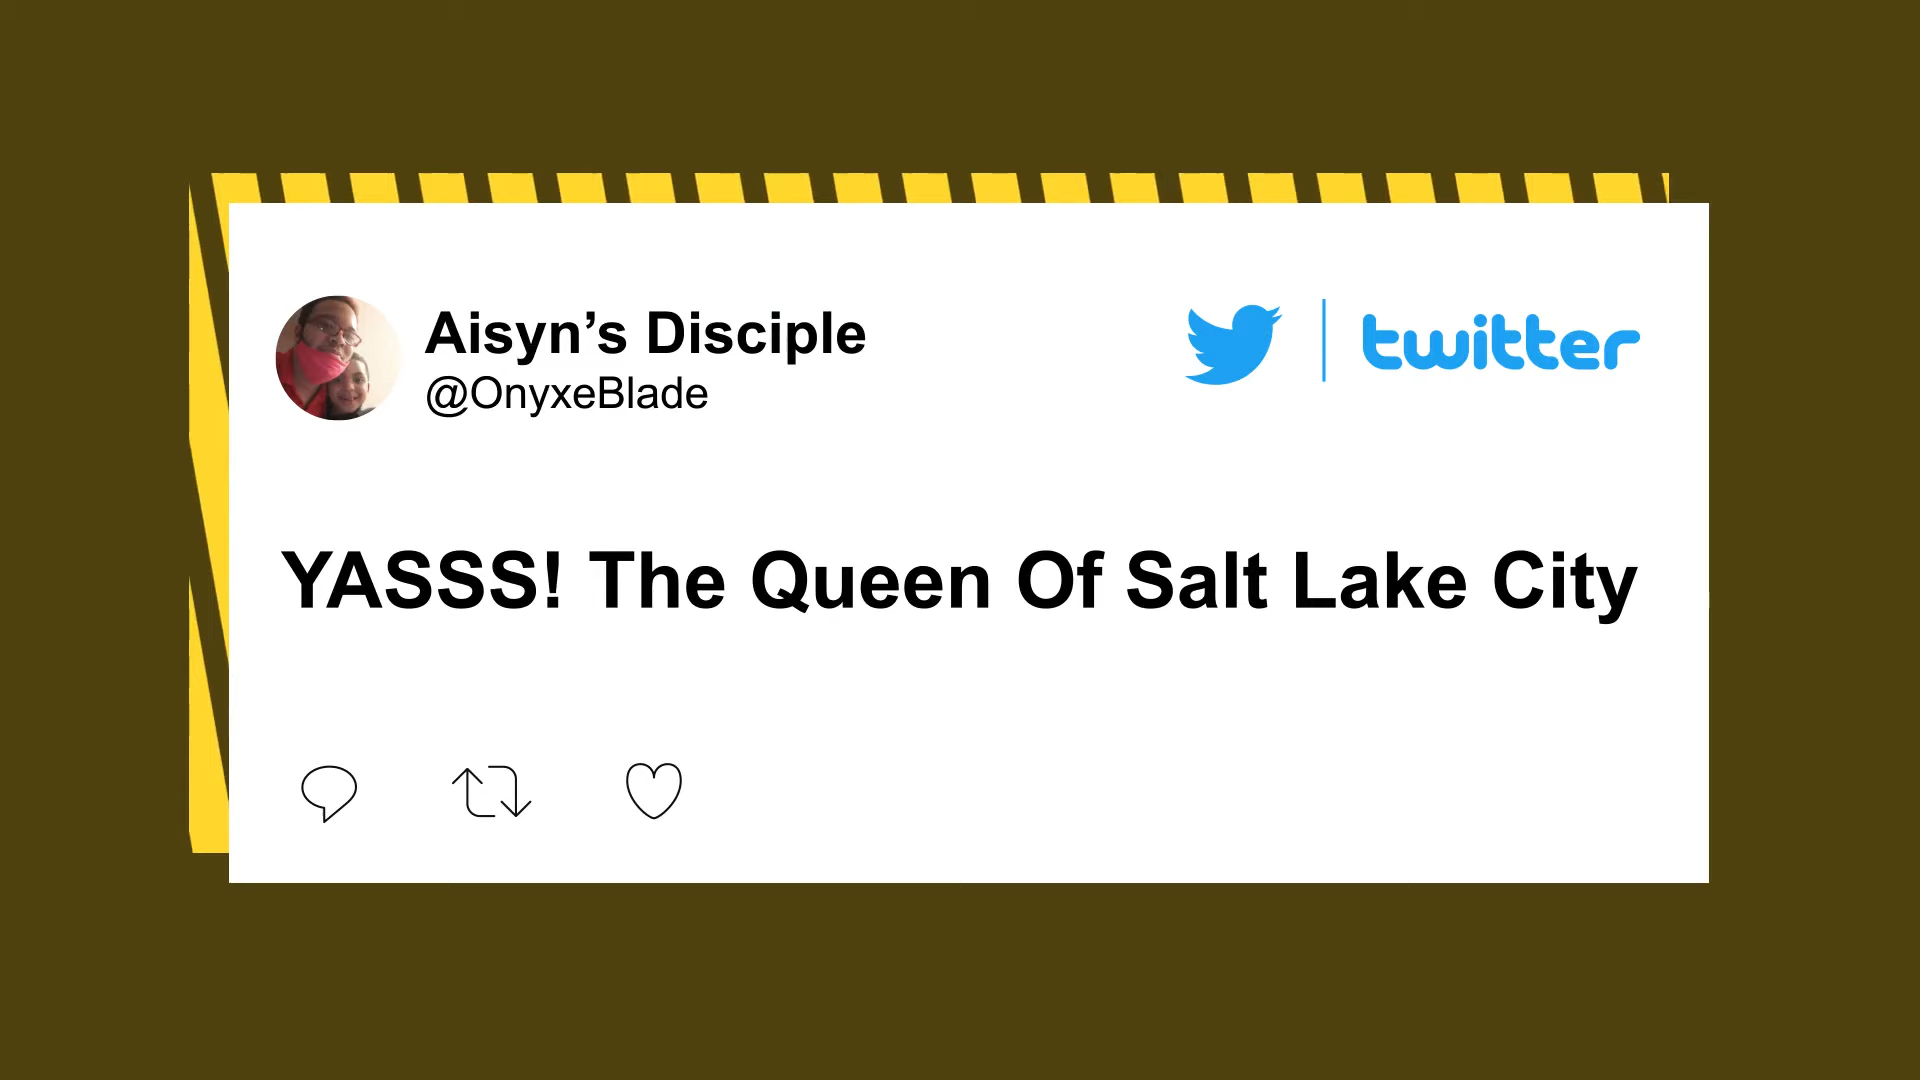 Aisyn’s Disciple
@OnyxeBlade
twitter
YASSS! The Queen Of Salt Lake City